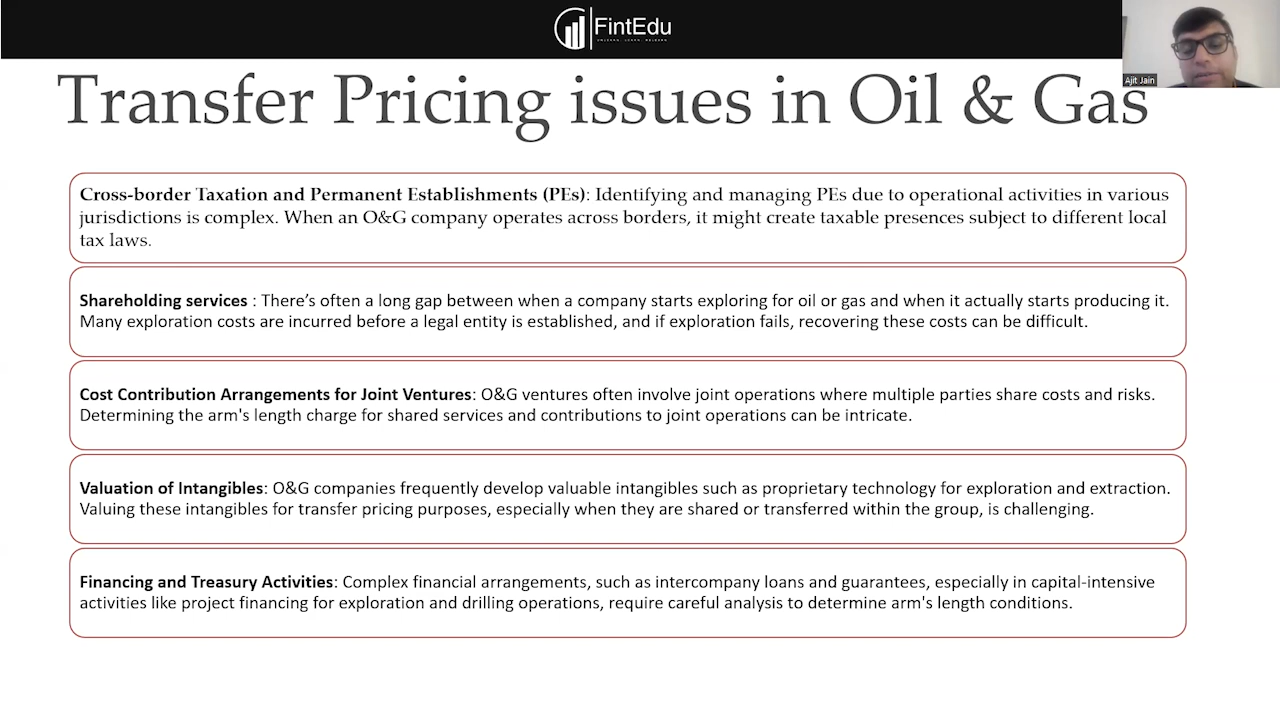 FintEdu
UNLEARN. LEARN. RELEARN
Ajit Jain
Transfer Pricing issues in Oil & Gas
Cross-border Taxation and Permanent Establishments (PEs): Identifying and managing PEs due to operational activities in various
jurisdictions is complex. When an O&G company operates across borders, it might create taxable presences subject to different local
tax laws.
Shareholding services : There’s often a long gap between when a company starts exploring for oil or gas and when it actually starts producing it.
Many exploration costs are incurred before a legal entity is established, and if exploration fails, recovering these costs can be difficult.
Cost Contribution Arrangements for Joint Ventures: O&G ventures often involve joint operations where multiple parties share costs and risks.
Determining the arm's length charge for shared services and contributions to joint operations can be intricate.
Valuation of Intangibles: O&G companies frequently develop valuable intangibles such as proprietary technology for exploration and extraction.
Valuing these intangibles for transfer pricing purposes, especially when they are shared or transferred within the group, is challenging.
Financing and Treasury Activities: Complex financial arrangements, such as intercompany loans and guarantees, especially in capital-intensive
activities like project financing for exploration and drilling operations, require careful analysis to determine arm's length conditions.